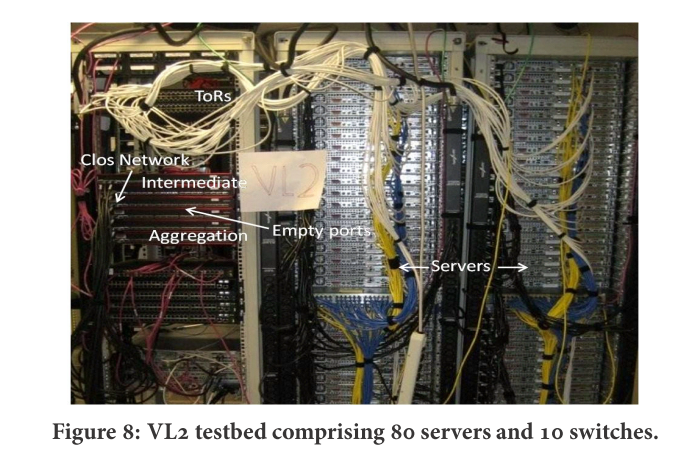 ToRs
Clos Network
Intermediate
VL2
Empty ports
Aggregation
Servers
Figure 8: VL2 testbed comprising 80 servers and 10 switches.